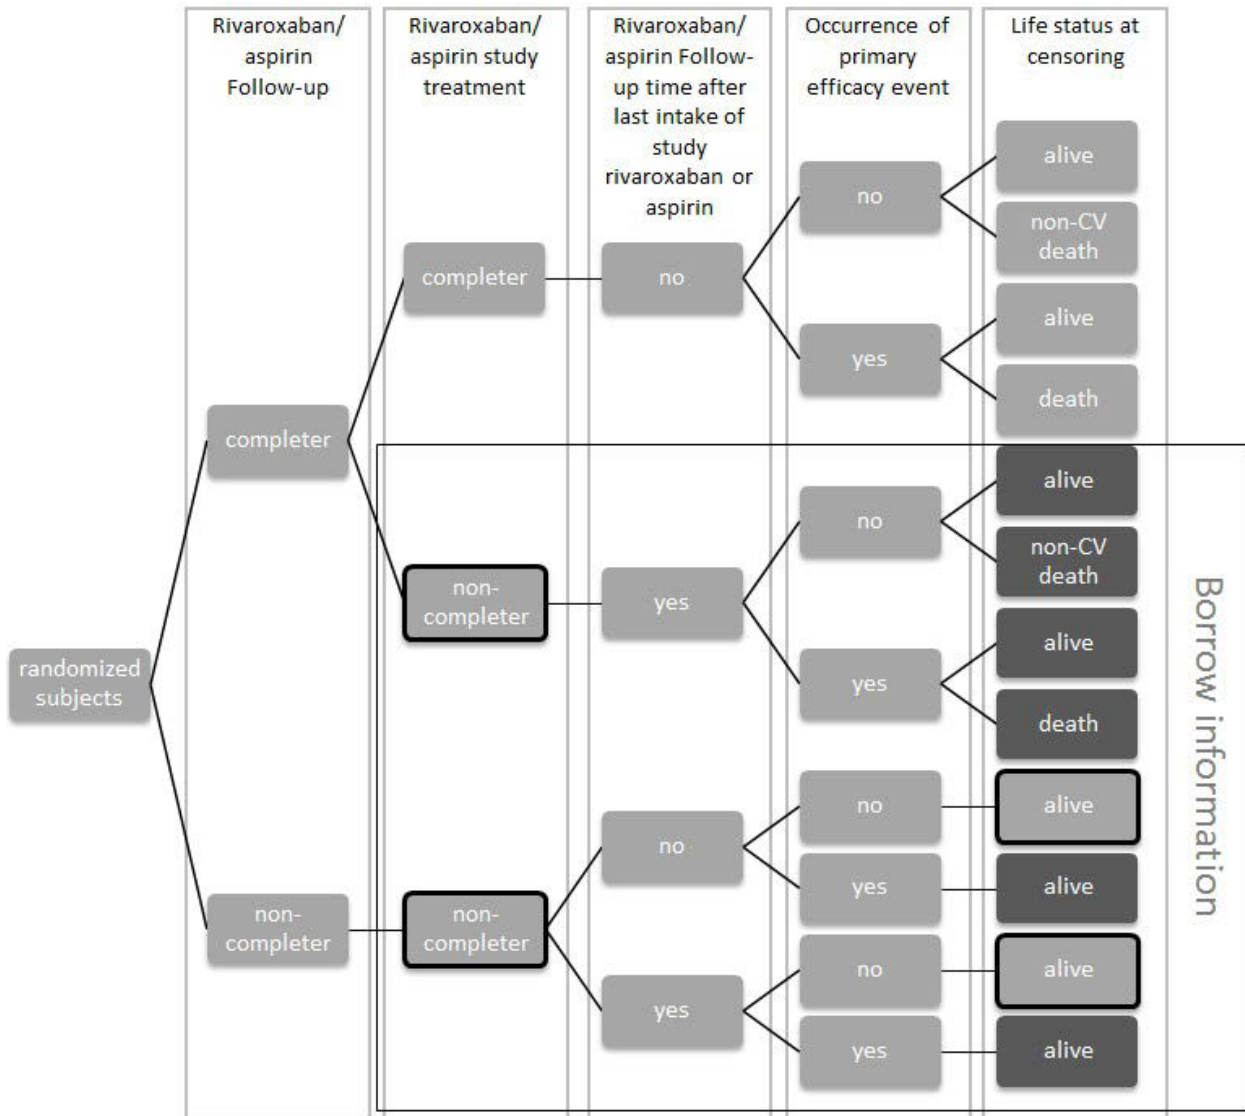 Rivaroxaban/
aspirin
Follow-up
Rivaroxaban/
aspirin study
treatment
Rivaroxaban/
aspirin Follow-
up time after
last intake of
study
rivaroxaban or
aspirin
Occurrence of
primary
efficacy event
Life status at
censoring
randomized
subjects
completer
non-
completer
completer
non-
completer
non-
completer
no
yes
no
yes
no
yes
no
yes
no
yes
no
yes
alive
non-CV
death
alive
death
alive
non-CV
death
alive
death
alive
alive
alive
alive
Borrow information